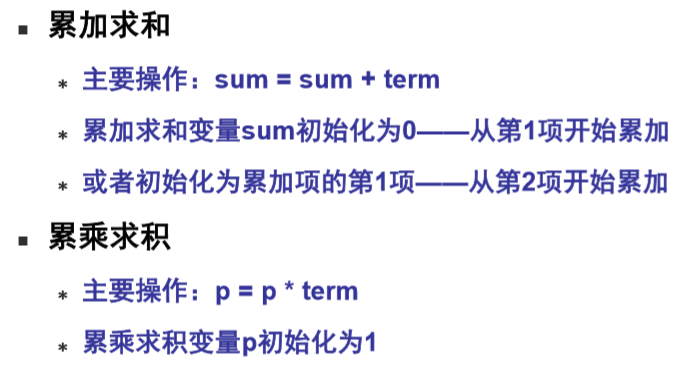 ▪ 累加求和
* 主要操作：sum = sum + term
* 累加求和变量sum初始化为0——从第1项开始累加
* 或者初始化为累加项的第1项——从第2项开始累加
▪ 累乘求积
* 主要操作：p = p * term
* 累乘求积变量p初始化为1